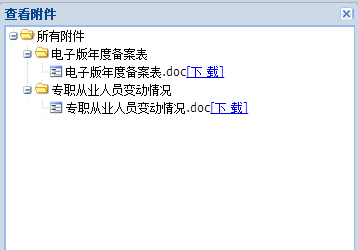 查看附件
所有附件
电子版年度备案表
电子版年度备案表.doc[下 载]
专职从业人员变动情况
专职从业人员变动情况.doc[下 载]